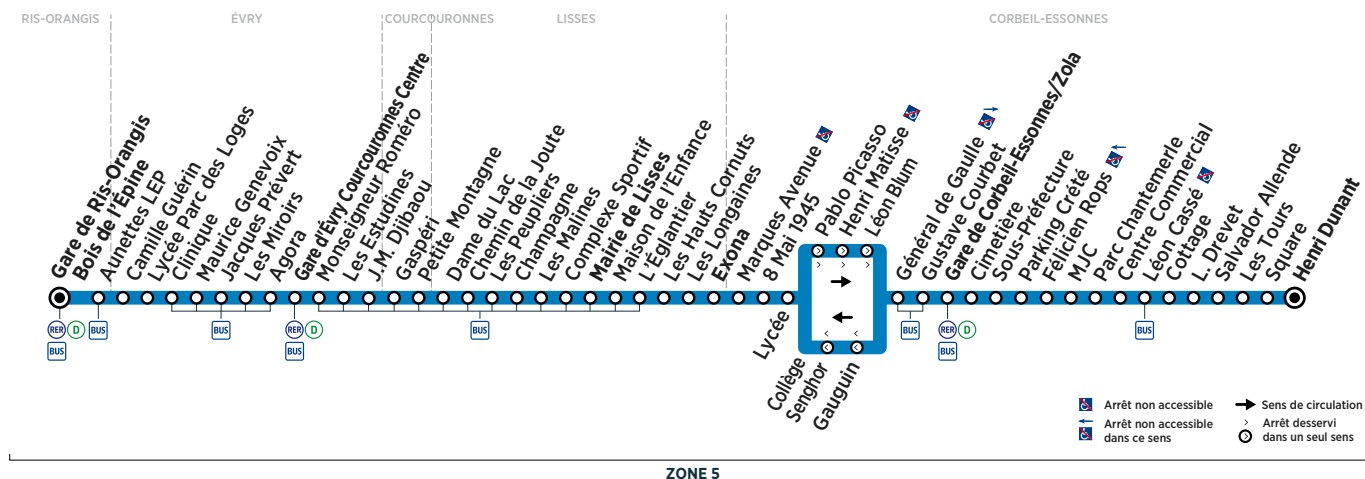 RIS-ORANGIS
ÉVRY
COURCOURONNES
LISSES
CORBEIL-ESSONNES
Gare de Ris-Orangis
Bois de l'Épine
Aunettes LEP
Camille Guérin
Lycée Parc des Loges
Clinique
Maurice Genevoix
Jacques Prévert
Les Miroirs
Agora
Gare d'Évry Courcouronnes Centre
Monseigneur Roméro
Les Estudines
J.M. Djibaou
Gaspéri
Petite Montagne
Dame du Lac
Chemin de la Joute
Les Peupliers
Champagne
Les Malines
Complexe Sportif
Mairie de Lisses
Maison de l'Enfance
L'Églantier
Les Hauts Cornuts
Les Longaines
Exona
Marques Avenue
8 Mai 1945
Lycée
Pablo Picasso
Henri Matisse
Léon Blum
Collège
Senghor
Gauguin
Général de Gaulle
Gustave Courbet
Gare de Corbeil-Essonnes/Zola
Cimetière
Sous-Préfecture
Parking Crété
Félicien Rops
MJC
Parc Chantemerle
Centre Commercial
Léon Cassé
Cottage
L. Drevet
Salvador Allende
Les Tours
Square
Henri Dunant
RER D
BUS
BUS
BUS
RER D
BUS
BUS
BUS
RER D
BUS
BUS
Arrêt non accessible
Arrêt non accessible
dans ce sens
Sens de circulation
Arrêt desservi
dans un seul sens
ZONE 5